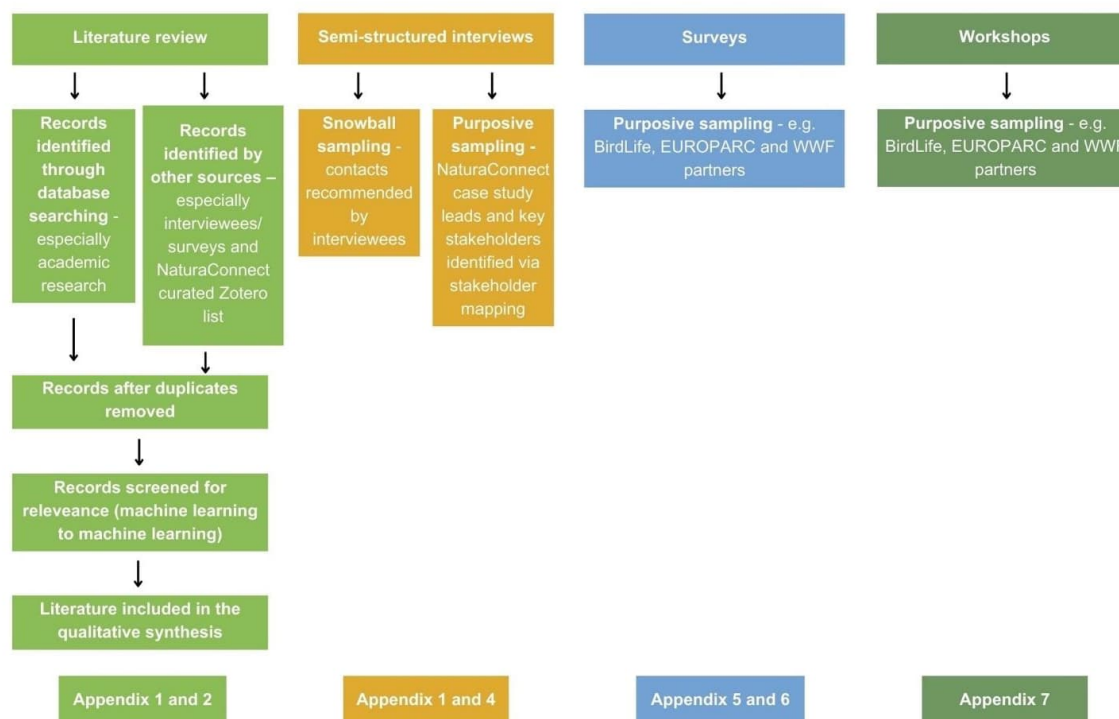 Literature review
Semi-structured interviews
Surveys
Workshops
Records
identified
through
database
searching -
especially
academic
research
Records
identified by
other sources –
especially
interviewees/
surveys and
NaturaConnect
curated Zotero
list
Snowball
sampling -
contacts
recommended
by
interviewees
Purposive
sampling -
NaturaConnect
case study
leads and key
stakeholders
identified via
stakeholder
mapping
Purposive sampling - e.g.
BirdLife, EUROPARC and WWF
partners
Purposive sampling - e.g.
BirdLife, EUROPARC and WWF
partners
Records after duplicates
removed
Records screened for
releveance (machine learning
to machine learning)
Literature included in the
qualitative synthesis
Appendix 1 and 2
Appendix 1 and 4
Appendix 5 and 6
Appendix 7